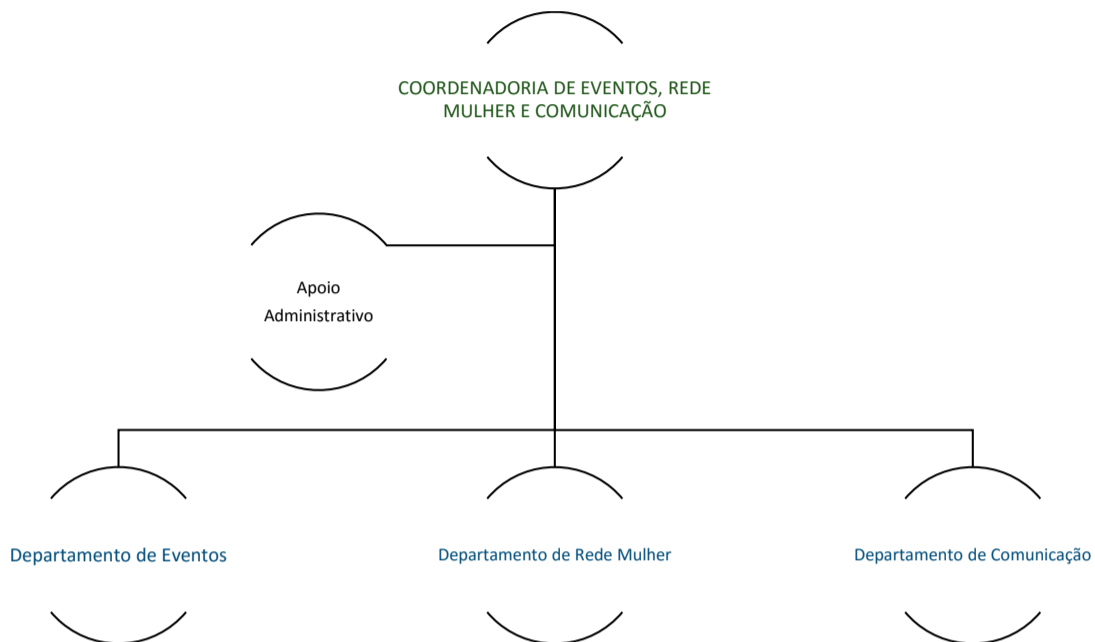 COORDENADORIA DE EVENTOS, REDE
MULHER E COMUNICAÇÃO
Apoio
Administrativo
Departamento de Eventos
Departamento de Rede Mulher
Departamento de Comunicação